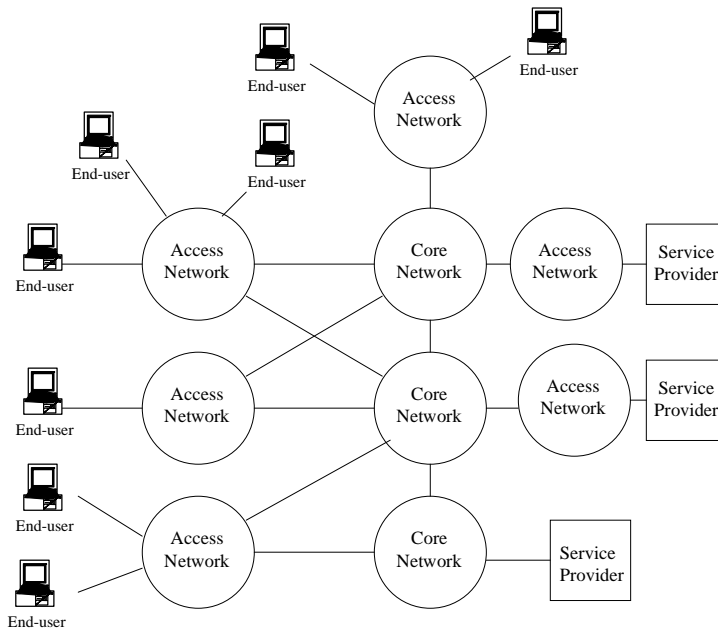 End-user
End-user
Access
Network
End-user
End-user
End-user
Access
Network
Core
Network
Access
Network
Service
Provider
End-user
Access
Network
Core
Network
Access
Network
Service
Provider
End-user
Access
Network
Core
Network
Service
Provider
End-user